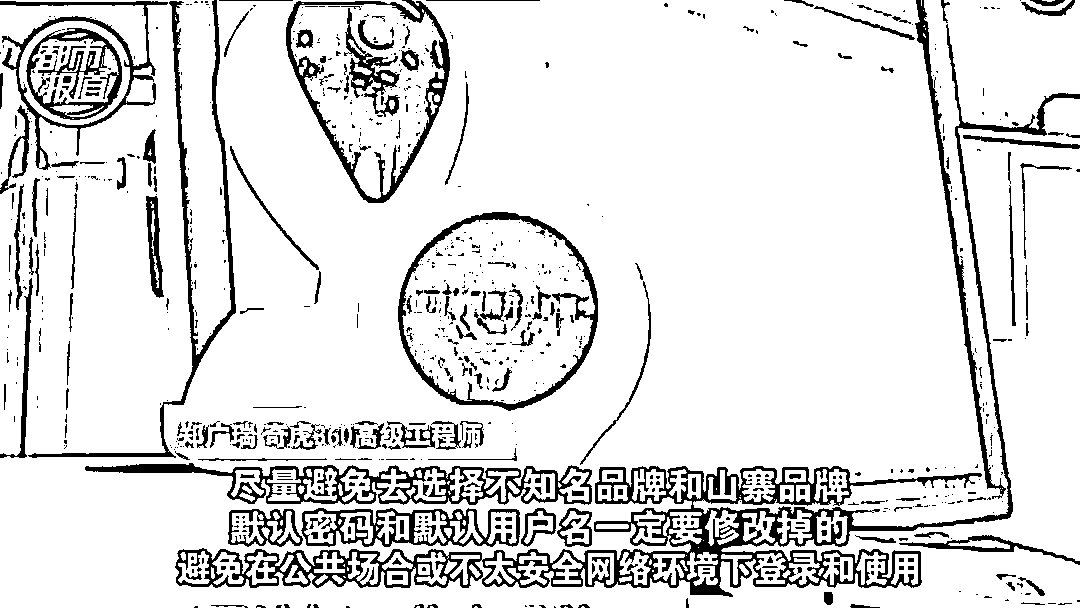 都市
报道
郑广瑞 奇虎360高级工程师
尽量避免去选择不知名品牌和山寨品牌
默认密码和默认用户名一定要修改掉的
避免在公共场合或不太安全网络环境下登录和使用